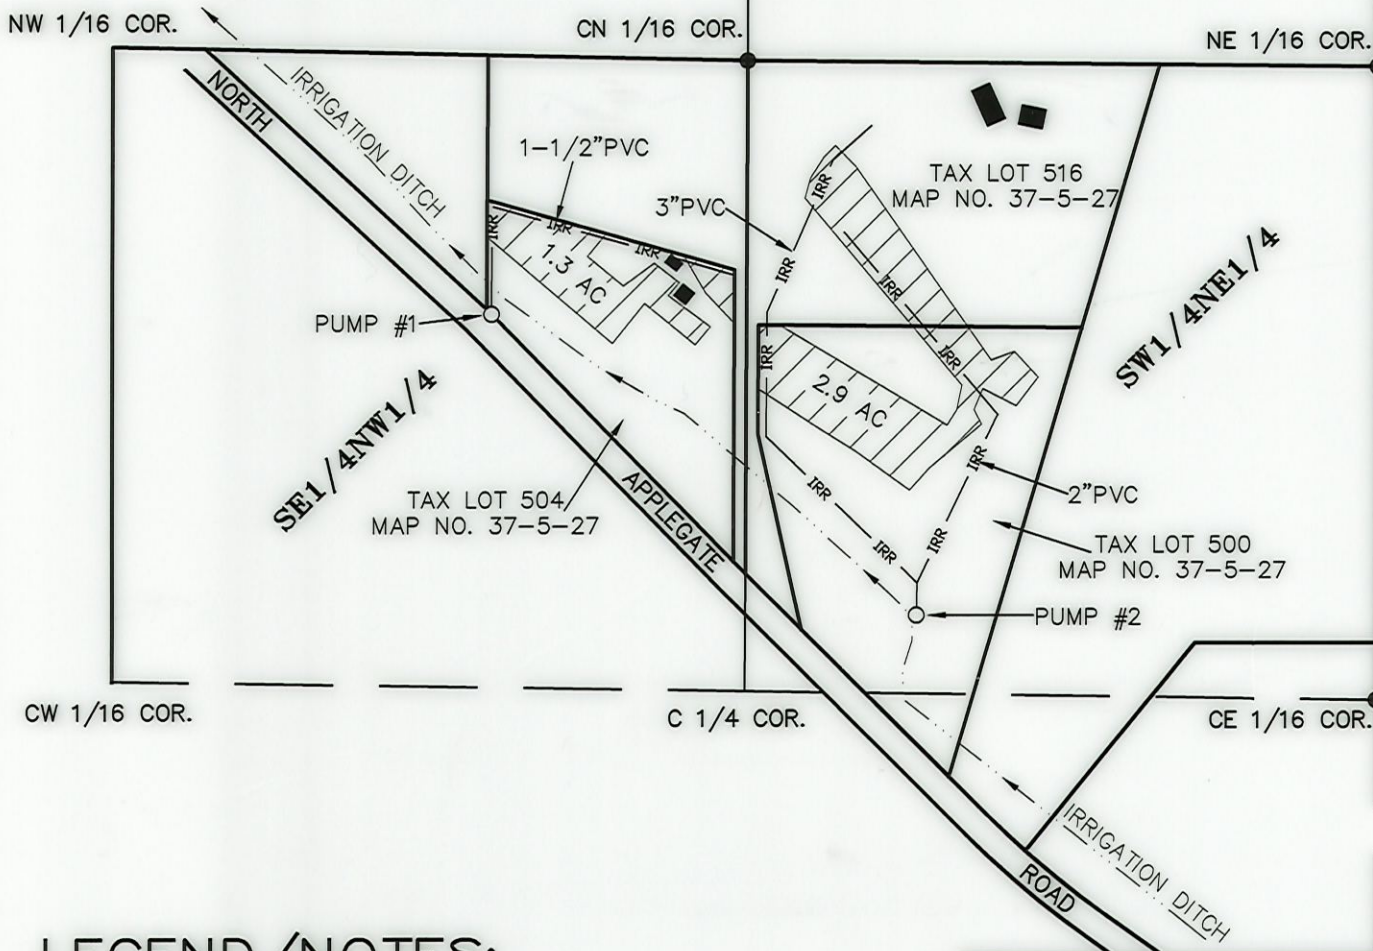 NW 1/16 COR.
CN 1/16 COR.
NE 1/16 COR.
IRRIGATION DITCH
NORTH
1-1/2"PVC
3"PVC
TAX LOT 516
MAP NO. 37-5-27
IRR
IRR
IRR
IRR
IRR
IRR
IRR
IRR
1.3 AC
SW1/4NE1/4
PUMP #1
2.9 AC
SE1/4NW1/4
TAX LOT 504
MAP NO. 37-5-27
APPLEGATE
IRR
IRR
IRR
IRR
2"PVC
TAX LOT 500
MAP NO. 37-5-27
PUMP #2
CW 1/16 COR.
C 1/4 COR.
CE 1/16 COR.
IRRIGATION DITCH
ROAD
LEGEND/NOTES: